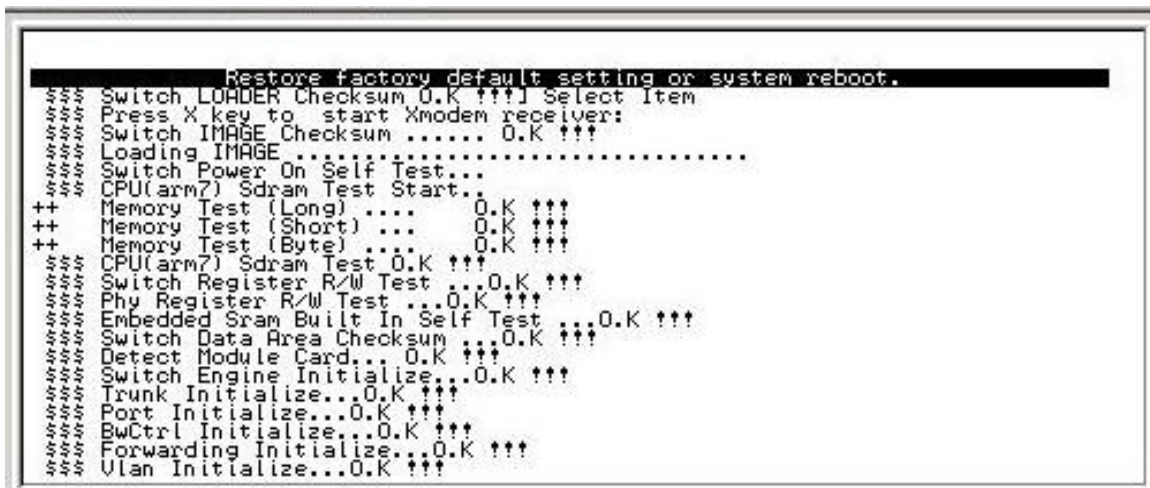 Restore factory default setting or system reboot.
$$$ Switch LOADER Checksum O.K !!!] Select Item
$$$ Press X key to  start Xmodem receiver:
$$$ Switch IMAGE Checksum ...... O.K !!!
$$$ Loading IMAGE .................................
$$$ Switch Power On Self Test...
$$$ CPU(arm7) Sdram Test Start..
++ Memory Test (Long) .... O.K !!!
++ Memory Test (Short) ... O.K !!!
++ Memory Test (Byte) .... O.K !!!
$$$ CPU(arm7) Sdram Test O.K !!!
$$$ Switch Register R/W Test ...O.K !!!
$$$ Phy Register R/W Test ...O.K !!!
$$$ Embedded Sram Built In Self Test ...O.K !!!
$$$ Switch Data Area Checksum ...O.K !!!
$$$ Detect Module Card... O.K !!!
$$$ Switch Engine Initialize...O.K !!!
$$$ Trunk Initialize...O.K !!!
$$$ Port Initialize...O.K !!!
$$$ BwCtrl Initialize...O.K !!!
$$$ Forwarding Initialize...O.K !!!
$$$ Vlan Initialize...O.K !!!